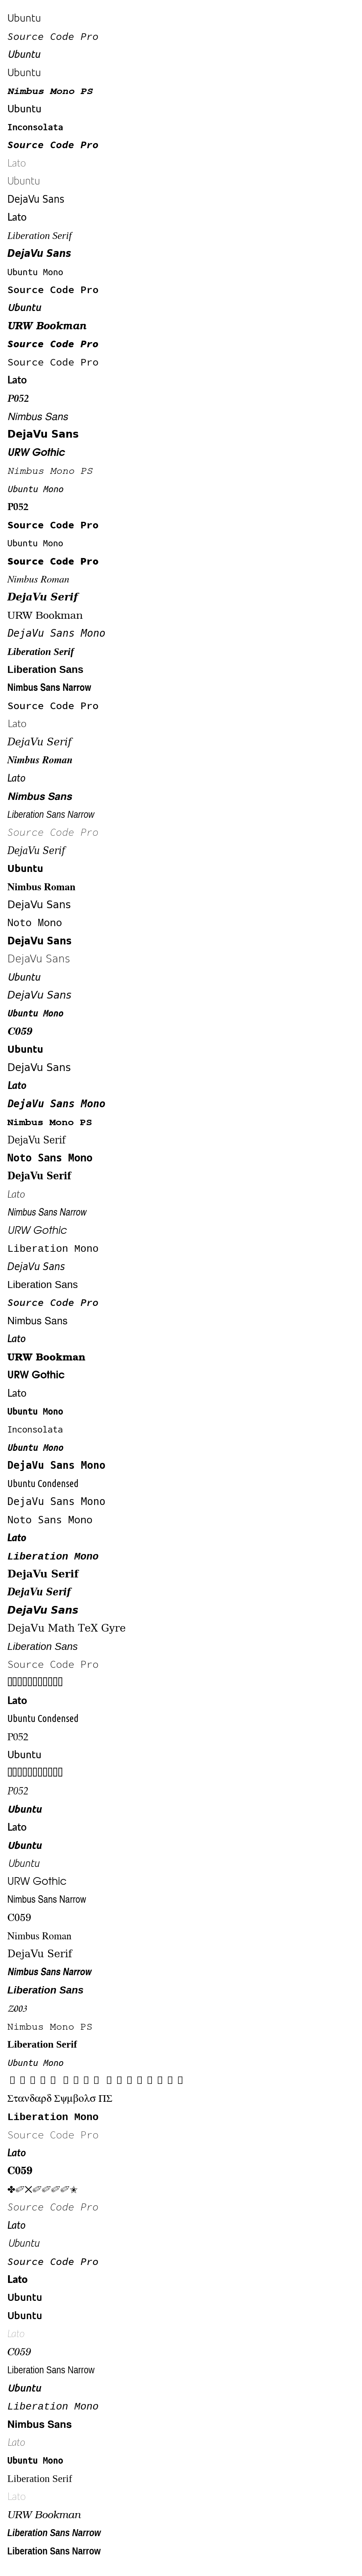 Ubuntu
Source Code Pro
Ubuntu
Ubuntu
Nimbus Mono PS
Ubuntu
Inconsolata
Source Code Pro
Lato
Ubuntu
DejaVu Sans
Lato
Liberation Serif
DejaVu Sans
Ubuntu Mono
Source Code Pro
Ubuntu
URW Bookman
Source Code Pro
Source Code Pro
Lato
P052
Nimbus Sans
DejaVu Sans
URW Gothic
Nimbus Mono PS
Ubuntu Mono
P052
Source Code Pro
Ubuntu Mono
Source Code Pro
Nimbus Roman
DejaVu Serif
URW Bookman
DejaVu Sans Mono
Liberation Serif
Liberation Sans
Nimbus Sans Narrow
Source Code Pro
Lato
DejaVu Serif
Nimbus Roman
Lato
Nimbus Sans
Liberation Sans Narrow
Source Code Pro
DejaVu Serif
Ubuntu
Nimbus Roman
DejaVu Sans
Noto Mono
DejaVu Sans
DejaVu Sans
Ubuntu
DejaVu Sans
Ubuntu Mono
C059
Ubuntu
DejaVu Sans
Lato
DejaVu Sans Mono
Nimbus Mono PS
DejaVu Serif
Noto Sans Mono
DejaVu Serif
Lato
Nimbus Sans Narrow
URW Gothic
Liberation Mono
DejaVu Sans
Liberation Sans
Source Code Pro
Nimbus Sans
Lato
URW Bookman
URW Gothic
Lato
Ubuntu Mono
Inconsolata
Ubuntu Mono
DejaVu Sans Mono
Ubuntu Condensed
DejaVu Sans Mono
Noto Sans Mono
Lato
Liberation Mono
DejaVu Serif
DejaVu Serif
DejaVu Sans
DejaVu Math TeX Gyre
Liberation Sans
Source Code Pro
Lato
Ubuntu Condensed
P052
Ubuntu
P052
Ubuntu
Lato
Ubuntu
Ubuntu
URW Gothic
Nimbus Sans Narrow
C059
Nimbus Roman
DejaVu Serif
Nimbus Sans Narrow
Liberation Sans
Z003
Nimbus Mono PS
Liberation Serif
Ubuntu Mono
Στανδαρδ Σψμβολσ ΠΣ
Liberation Mono
Source Code Pro
Lato
C059
Source Code Pro
Lato
Ubuntu
Source Code Pro
Lato
Ubuntu
Ubuntu
Lato
C059
Liberation Sans Narrow
Ubuntu
Liberation Mono
Nimbus Sans
Lato
Ubuntu Mono
Liberation Serif
Lato
URW Bookman
Liberation Sans Narrow
Liberation Sans Narrow